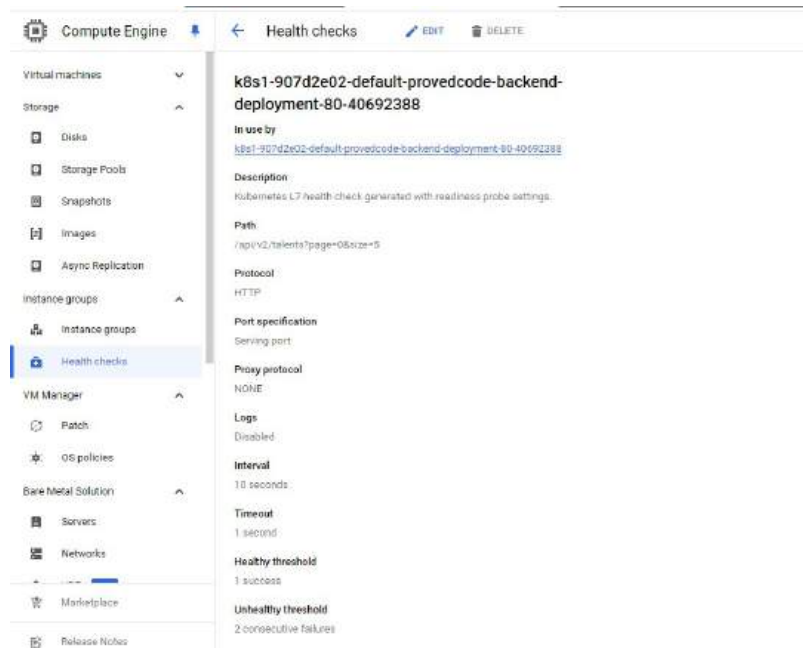 Compute Engine
Health checks
EDIT
DELETE
Virtual machines
Storage
Disks
Storage Pools
Snapshots
Images
Async Replication
Instance groups
Instance groups
Health checks
VM Manager
Patch
OS policies
Bare Metal Solution
Servers
Networks
Marketplace
Release Notes
k8s1-907d2e02-default-provedcode-backend-
deployment-80-40692388
In use by
k8s1-907d2e02-default-provedcode-backend-deployment-80-40692388
Description
Kubernetes L7 health check generated with readiness probe settings.
Path
/api/v2/talents?page=0&size=5
Protocol
HTTP
Port specification
Serving port
Proxy protocol
NONE
Logs
Disabled
Interval
10 seconds
Timeout
1 second
Healthy threshold
1 success
Unhealthy threshold
2 consecutive failures